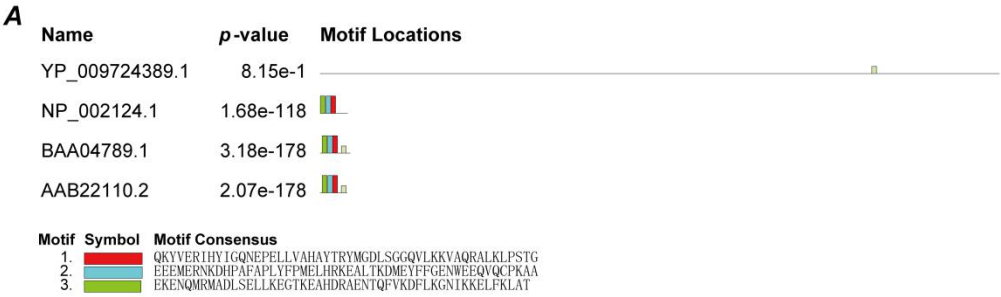 A
Name p-value Motif Locations
YP_009724389.1 8.15e-1
NP_002124.1 1.68e-118
BAA04789.1 3.18e-178
AAB22110.2 2.07e-178
Motif Symbol Motif Consensus
1. QKYVERIHYIGQNEPELLVAHAYTRYMGDLSGGQVLKKVAQRALKLPSTG
2. EEEMERNKDHPAFAPLYFPMELHRKEALTKDMEYFFGENWEEQVQCPKAA
3. EKENQMRMADLSELLKEGTKEAHDRAENTQFVKDFLKGNIKKELFKLAT